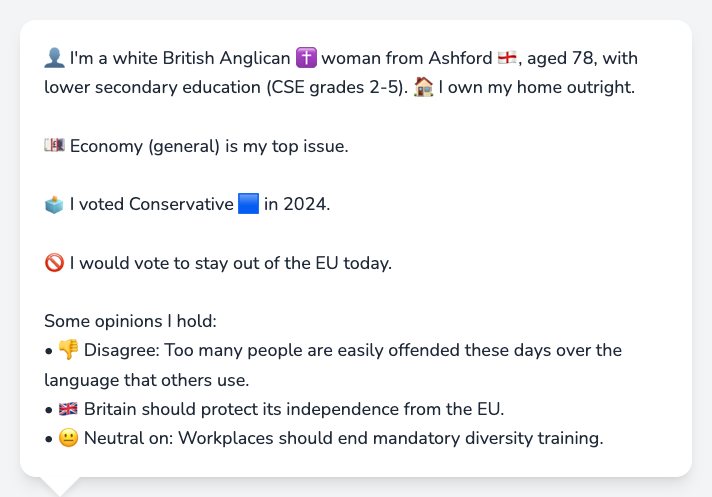 👤 I'm a white British Anglican ✝️ woman from Ashford 🏴󠁧󠁢󠁥󠁮󠁧󠁿, aged 78, with
lower secondary education (CSE grades 2-5). 🏠 I own my home outright.
💷 Economy (general) is my top issue.
🗳️ I voted Conservative 🟦 in 2024.
🚫 I would vote to stay out of the EU today.
Some opinions I hold:
• 👎 Disagree: Too many people are easily offended these days over the
language that others use.
• 🇬🇧 Britain should protect its independence from the EU.
• 😐 Neutral on: Workplaces should end mandatory diversity training.